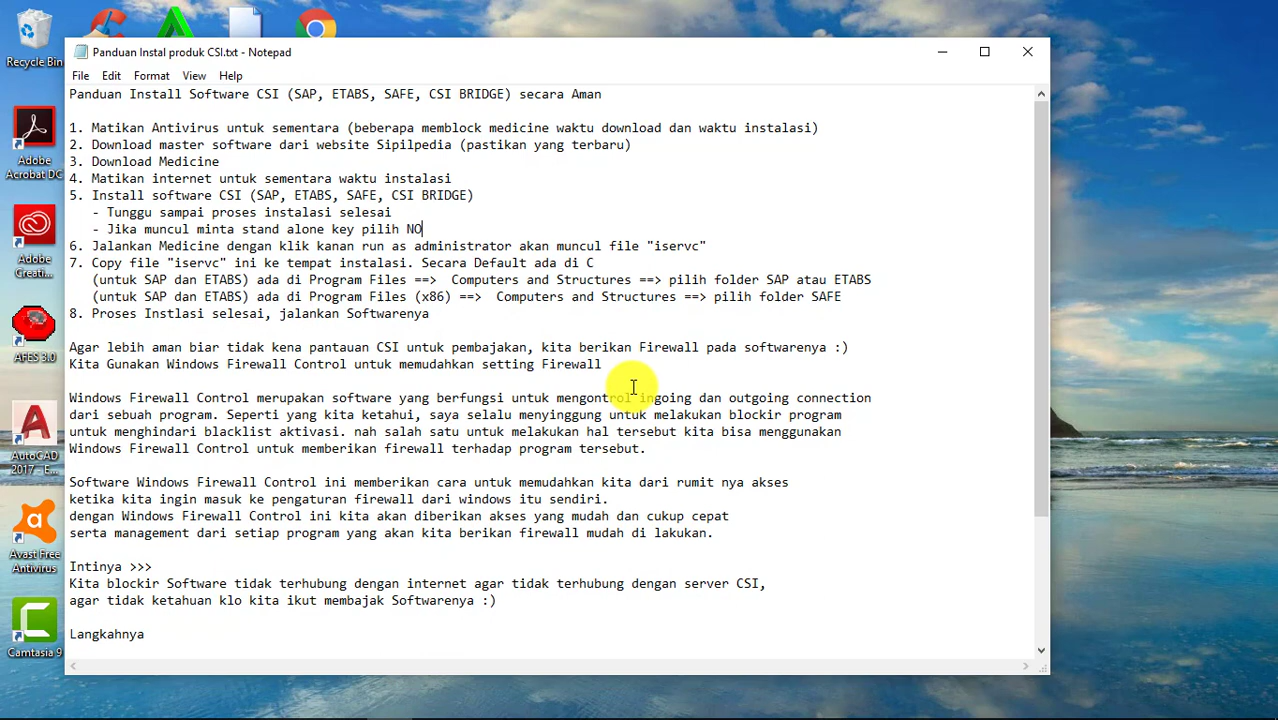 Recycle Bin
Adobe
Acrobat DC
Adobe
Creati...
AFES 3.0
AutoCAD
2017 - E...
Avast Free
Antivirus
Camtasia 9
Panduan Instal produk CSI.txt - Notepad
File Edit Format View Help
Panduan Install Software CSI (SAP, ETABS, SAFE, CSI BRIDGE) secara Aman
1. Matikan Antivirus untuk sementara (beberapa memblock medicine waktu download dan waktu instalasi)
2. Download master software dari website Sipilpedia (pastikan yang terbaru)
3. Download Medicine
4. Matikan internet untuk sementara waktu instalasi
5. Install software CSI (SAP, ETABS, SAFE, CSI BRIDGE)
- Tunggu sampai proses instalasi selesai
- Jika muncul minta stand alone key pilih NO
6. Jalankan Medicine dengan klik kanan run as administrator akan muncul file "iservc"
7. Copy file "iservc" ini ke tempat instalasi. Secara Default ada di C
(untuk SAP dan ETABS) ada di Program Files ==> Computers and Structures ==> pilih folder SAP atau ETABS
(untuk SAP dan ETABS) ada di Program Files (x86) ==> Computers and Structures ==> pilih folder SAFE
8. Proses Instlasi selesai, jalankan Softwarenya
Agar lebih aman biar tidak kena pantauan CSI untuk pembajakan, kita berikan Firewall pada softwarenya :)
Kita Gunakan Windows Firewall Control untuk memudahkan setting Firewall
Windows Firewall Control merupakan software yang berfungsi untuk mengontrol ingoing dan outgoing connection
dari sebuah program. Seperti yang kita ketahui, saya selalu menyinggung untuk melakukan blockir program
untuk menghindari blacklist aktivasi. nah salah satu untuk melakukan hal tersebut kita bisa menggunakan
Windows Firewall Control untuk memberikan firewall terhadap program tersebut.
Software Windows Firewall Control ini memberikan cara untuk memudahkan kita dari rumit nya akses
ketika kita ingin masuk ke pengaturan firewall dari windows itu sendiri.
dengan Windows Firewall Control ini kita akan diberikan akses yang mudah dan cukup cepat
serta management dari setiap program yang akan kita berikan firewall mudah di lakukan.
Intinya >>>
Kita blockir Software tidak terhubung dengan internet agar tidak terhubung dengan server CSI,
agar tidak ketahuan klo kita ikut membajak Softwarenya :)
Langkahnya